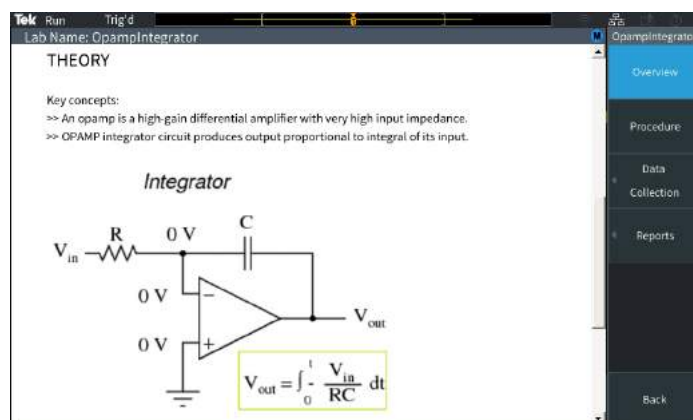 Tek Run Trig'd
Lab Name: OpampIntegrator
M
OpampIntegrato
THEORY
Key concepts:
>> An opamp is a high-gain differential amplifier with very high input impedance.
>> OPAMP integrator circuit produces output proportional to integral of its input.
Integrator
R 0 V C
Vin
0 V −
Vout
0 V +
Vout = ∫₀ᵗ - Vin/RC dt
Overview
Procedure
Data
Collection
Reports
Back